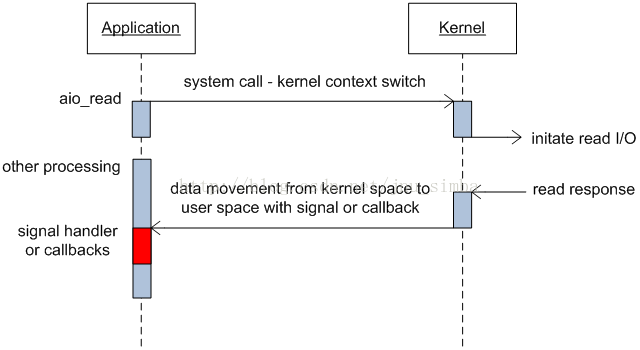 Application
Kernel
system call - kernel context switch
aio_read
initate read I/O
other processing
data movement from kernel space to
user space with signal or callback
read response
signal handler
or callbacks